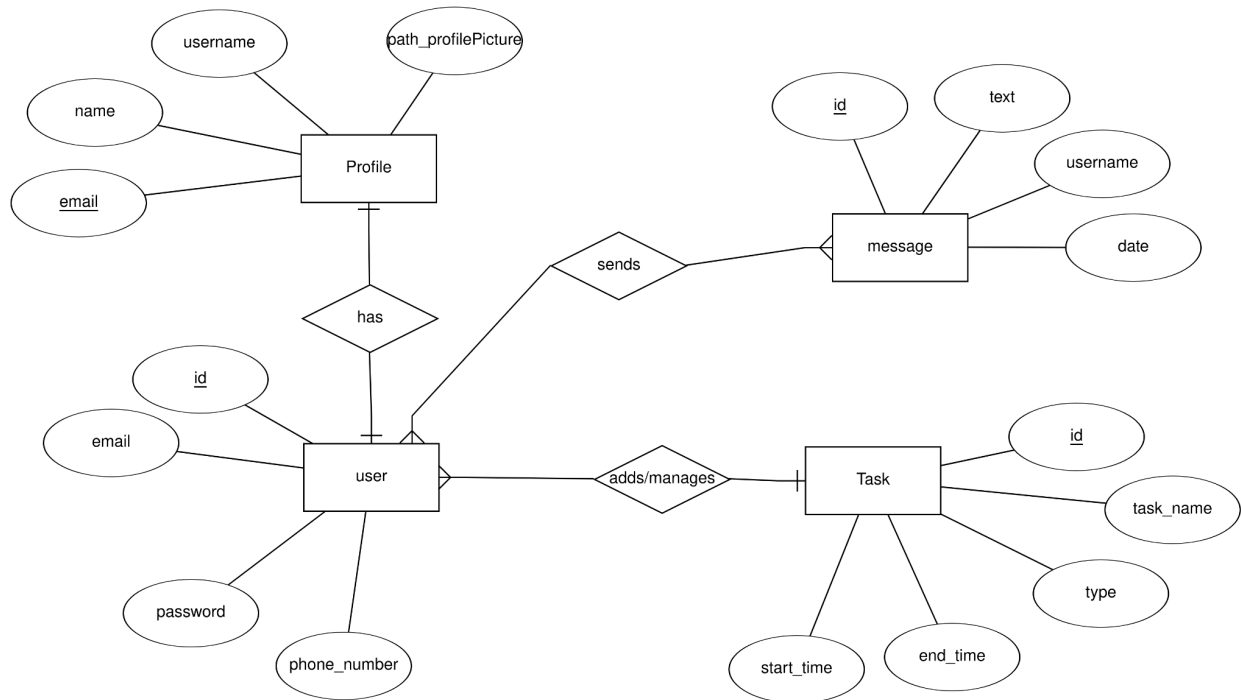 username
path_profilePicture
name
email
Profile
id
text
username
date
message
sends
has
id
email
user
password
phone_number
adds/manages
Task
id
task_name
type
end_time
start_time